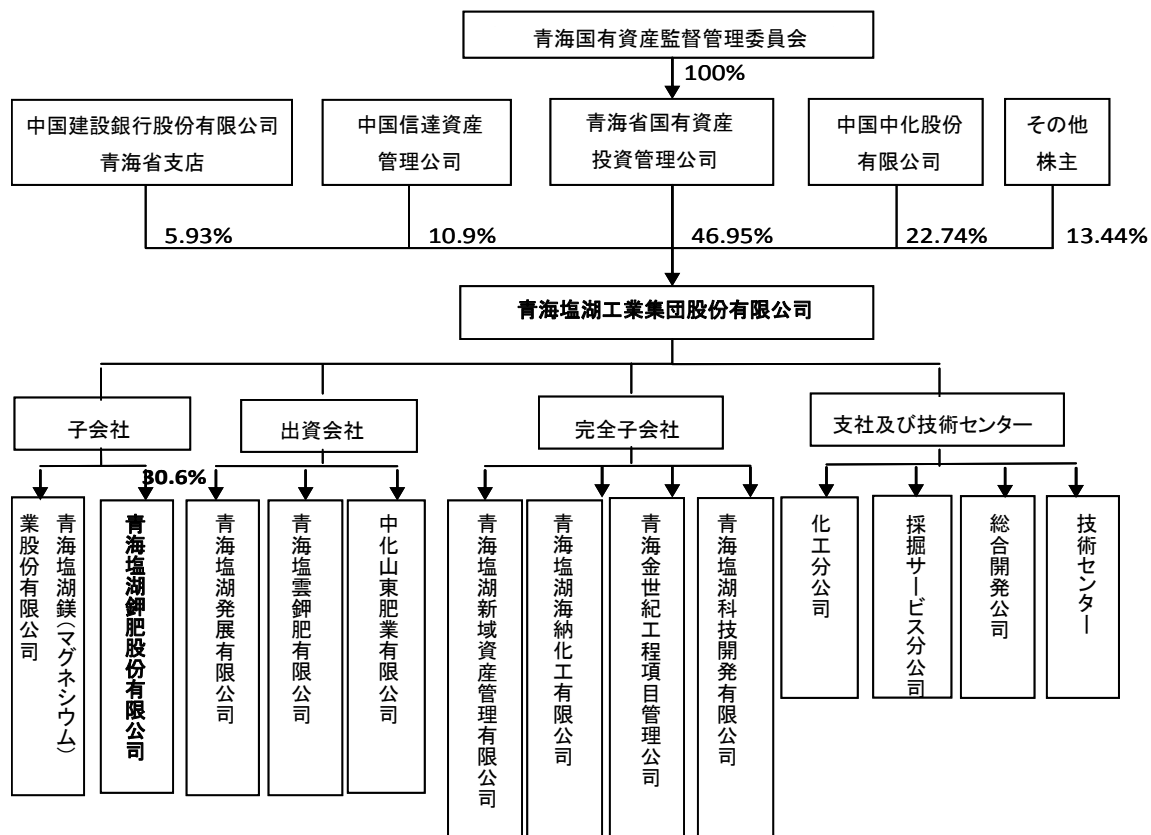 青海国有資産監督管理委員会
100%
中国建設銀行股份有限公司
青海省支店
中国信達資産
管理公司
青海省国有資産
投資管理公司
中国中化股份
有限公司
その他
株主
5.93%
10.9%
46.95%
22.74%
13.44%
青海塩湖工業集団股份有限公司
子会社
出資会社
完全子会社
支社及び技術センター
30.6%
青海塩湖鎂(マグネシウム)
業股份有限公司
青海塩湖鉀肥股份有限公司
青海塩湖発展有限公司
青海塩雲鉀肥有限公司
中化山東肥業有限公司
青海塩湖新域資産管理有限公司
青海塩湖海納化工有限公司
青海金世紀工程項目管理公司
青海塩湖科技開発有限公司
化工分公司
採掘サービス分公司
総合開発公司
技術センター